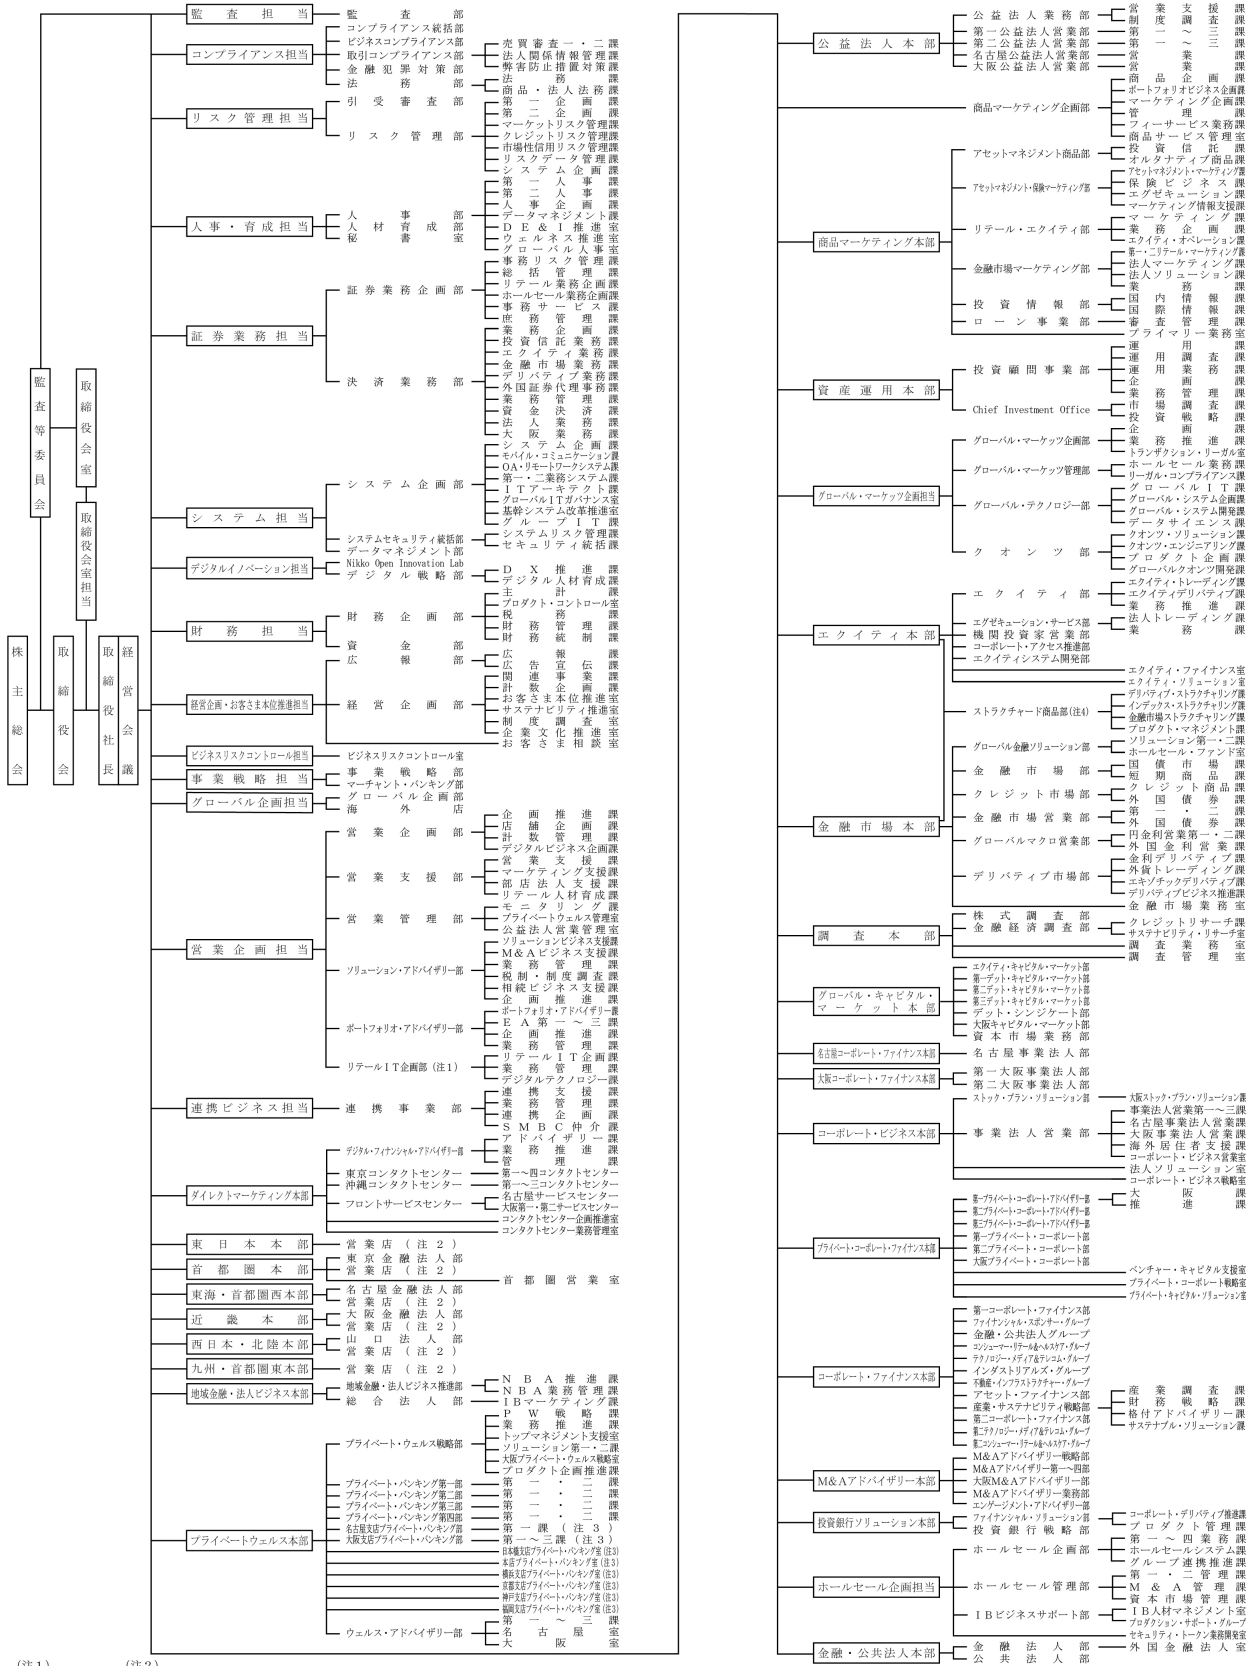 株主総会
監査等委員会
取締役会
取締役会室
取締役会室担当
取締役社長
経営会議
監査担当
監査部
コンプライアンス担当
コンプライアンス統括部
ビジネスコンプライアンス部
取引コンプライアンス部
売買審査一・二課
法人関係情報管理課
弊害防止措置対策課
金融犯罪対策部
法務部
法務課
商品・法人法務課
リスク管理担当
引受審査部
第一企画課
第二企画課
リスク管理部
マーケットリスク管理課
クレジットリスク管理課
市場性信用リスク管理課
リスクデータ管理課
システム企画課
人事・育成担当
人事部
第一人事課
第二人事課
人事企画課
データマネジメント課
DE&I推進室
ウェルネス推進室
グローバル人事室
人材育成部
秘書室
証券業務担当
証券業務企画部
事務リスク管理課
総括管理課
リテール業務企画課
ホールセール業務企画課
事務サービス課
庶務管理課
決済業務部
業務企画課
投資信託業務課
エクイティ業務課
金融市場業務課
デリバティブ業務課
外国証券代理事務課
業務管理課
資金決済課
法人業務課
大阪業務課
システム担当
システム企画部
システム企画課
モバイル・コミュニケーション課
OA・リモートワークシステム課
第一・二業務システム課
ITアーキテクト課
グローバルITガバナンス室
基幹システム改革推進室
グループIT課
システムセキュリティ統括部
システムリスク管理課
セキュリティ統括課
データマネジメント部
デジタルイノベーション担当
Nikko Open Innovation Lab
デジタル戦略部
DX推進課
デジタル人材育成課
財務担当
財務企画部
主計課
プロダクト・コントロール室
税務課
財務管理課
財務統制課
資金部
経営企画・お客さま本位推進担当
広報部
広報課
広告宣伝課
経営企画部
関連事業課
計数企画課
お客さま本位推進室
サステナビリティ推進室
制度調査室
企業文化推進室
お客さま相談室
ビジネスリスクコントロール担当
ビジネスリスクコントロール室
事業戦略担当
事業戦略部
マーチャント・バンキング部
グローバル企画担当
グローバル企画部
海外店
営業企画担当
営業企画部
企画推進課
店舗企画課
計数管理課
デジタルビジネス企画課
営業支援部
営業支援課
マーケティング支援課
部店法人支援課
リテール人材育成課
営業管理部
モニタリング課
プライベートウェルス管理室
公益法人営業管理室
ソリューション・アドバイザリー部
ソリューションビジネス支援課
M&Aビジネス支援課
業務管理課
税制・制度調査課
相続ビジネス支援課
企画推進課
ポートフォリオ・アドバイザリー部
ポートフォリオ・アドバイザリー課
EA第一～三課
企画推進課
業務管理課
リテールIT企画部（注1）
リテールIT企画課
業務管理課
デジタルテクノロジー課
連携ビジネス担当
連携事業部
連携支援課
業務管理課
連携企画課
SMBC仲介課
ダイレクトマーケティング本部
デジタル・フィナンシャル・アドバイザリー部
アドバイザリー課
業務推進課
管理課
東京コンタクトセンター
第一～四コンタクトセンター
沖縄コンタクトセンター
第一～三コンタクトセンター
フロントサービスセンター
名古屋サービスセンター
大阪第一・第二サービスセンター
コンタクトセンター企画推進室
コンタクトセンター業務管理室
東日本本部
営業店（注2）
首都圏本部
東京金融法人部
営業店（注2）
首都圏営業室
東海・首都圏西本部
名古屋金融法人部
営業店（注2）
近畿本部
大阪金融法人部
営業店（注2）
西日本・北陸本部
山口法人部
営業店（注2）
九州・首都圏東本部
営業店（注2）
地域金融・法人ビジネス本部
地域金融・法人ビジネス推進部
NBA推進課
NBA業務管理課
総合法人部
IBマーケティング課
プライベートウェルス本部
プライベート・ウェルス戦略部
PW戦略課
業務推進課
トップマネジメント支援室
ソリューション第一・二課
大阪プライベート・ウェルス戦略室
プロダクト企画推進課
プライベート・バンキング第一部
第一・二課
プライベート・バンキング第二部
第一・二課
プライベート・バンキング第三部
第一・二課
プライベート・バンキング第四部
第一・二課
名古屋支店プライベート・バンキング部
第一課（注3）
大阪支店プライベート・バンキング部
第一～三課（注3）
日本橋支店プライベート・バンキング室（注3）
本店プライベート・バンキング室（注3）
横浜支店プライベート・バンキング室（注3）
京都支店プライベート・バンキング室（注3）
神戸支店プライベート・バンキング室（注3）
福岡支店プライベート・バンキング室（注3）
ウェルス・アドバイザリー部
第一～三課
名古屋室
大阪室
公益法人本部
公益法人業務部
営業支援課
制度調査課
第一公益法人営業部
第一～三課
第二公益法人営業部
第一～三課
名古屋公益法人営業部
営業課
大阪公益法人営業部
営業課
商品マーケティング企画部
商品企画課
ポートフォリオビジネス企画課
マーケティング企画課
管理課
フィーサービス業務課
商品サービス管理室
商品マーケティング本部
アセットマネジメント商品部
投資信託課
オルタナティブ商品課
アセットマネジメント・保険マーケティング部
アセットマネジメント・マーケティング課
保険ビジネス課
エグゼキューション課
マーケティング情報支援課
リテール・エクイティ部
マーケティング課
業務企画課
エクイティ・オペレーション課
金融市場マーケティング部
第一・二リテール・マーケティング課
法人マーケティング課
法人ソリューション課
業務課
投資情報部
国内情報課
国際情報課
ローン事業部
審査管理課
プライマリー業務室
資産運用本部
投資顧問事業部
運用課
運用調査課
運用業務課
企画課
業務管理課
Chief Investment Office
市場調査課
投資戦略課
グローバル・マーケッツ企画担当
グローバル・マーケッツ企画部
企画課
業務推進課
トランザクション・リーガル室
グローバル・マーケッツ管理部
ホールセール業務課
リーガル・コンプライアンス課
グローバル・テクノロジー部
グローバルIT課
グローバル・システム企画課
グローバル・システム開発課
データサイエンス課
クオンツ部
クオンツ・ソリューション課
クオンツ・エンジニアリング課
プロダクト企画課
グローバルクオンツ開発課
エクイティ本部
エクイティ部
エクイティ・トレーディング課
エクイティデリバティブ課
業務推進課
エグゼキューション・サービス部
法人トレーディング課
業務課
機関投資家営業部
コーポレート・アクセス推進部
エクイティシステム開発部
エクイティ・ファイナンス室
エクイティ・ソリューション室
ストラクチャード商品部(注4)
デリバティブ・ストラクチャリング課
インデックス・ストラクチャリング課
金融市場ストラクチャリング課
プロダクト・マネジメント課
金融市場本部
グローバル金融ソリューション部
ソリューション第一・二課
ホールセール・ファンド室
金融市場部
国債市場課
短期商品課
クレジット市場部
クレジット商品課
外国債券課
金融市場営業部
第一・二課
外国債券課
グローバルマクロ営業部
円金利営業第一・二課
外国金利営業課
デリバティブ市場部
金利デリバティブ課
外貨トレーディング課
エキゾチックデリバティブ課
デリバティブビジネス推進課
金融市場業務室
調査本部
株式調査部
金融経済調査部
クレジットリサーチ課
サステナビリティ・リサーチ室
調査業務室
調査管理室
グローバル・キャピタル・
マーケット本部
エクイティ・キャピタル・マーケット部
第一デット・キャピタル・マーケット部
第二デット・キャピタル・マーケット部
第三デット・キャピタル・マーケット部
デット・シンジケート部
大阪キャピタル・マーケット部
資本市場業務部
名古屋コーポレート・ファイナンス本部
名古屋事業法人部
大阪コーポレート・ファイナンス本部
第一大阪事業法人部
第二大阪事業法人部
コーポレート・ビジネス本部
ストック・プラン・ソリューション部
大阪ストック・プラン・ソリューション課
事業法人営業部
事業法人営業第一～三課
名古屋事業法人営業課
大阪事業法人営業課
海外居住者支援課
コーポレート・ビジネス営業室
法人ソリューション室
コーポレート・ビジネス戦略室
プライベート・コーポレート・ファイナンス本部
第一プライベート・コーポレート・アドバイザリー部
大阪課
推進課
第二プライベート・コーポレート・アドバイザリー部
第三プライベート・コーポレート・アドバイザリー部
第一プライベート・コーポレート部
第二プライベート・コーポレート部
大阪プライベート・コーポレート部
ベンチャー・キャピタル支援室
プライベート・コーポレート戦略室
プライベート・キャピタル・ソリューション室
コーポレート・ファイナンス本部
第一コーポレート・ファイナンス部
ファイナンシャル・スポンサー・グループ
金融・公共法人グループ
コンシューマー・リテール&ヘルスケア・グループ
テクノロジー・メディア&テレコム・グループ
インダストリアルズ・グループ
不動産・インフラストラクチャー・グループ
アセット・ファイナンス部
産業・サステナビリティ戦略部
産業調査課
財務戦略課
格付アドバイザリー課
サステナブル・ソリューション課
第二コーポレート・ファイナンス部
第二テクノロジー・メディア&テレコム・グループ
第二コンシューマー・リテール&ヘルスケア・グループ
M&Aアドバイザリー本部
M&Aアドバイザリー戦略部
M&Aアドバイザリー第一～四部
大阪M&Aアドバイザリー部
M&Aアドバイザリー業務部
エンゲージメント・アドバイザリー部
投資銀行ソリューション本部
ファイナンシャル・ソリューション部
コーポレート・デリバティブ推進課
プロダクト管理課
投資銀行戦略部
ホールセール企画担当
ホールセール企画部
第一～四業務課
ホールセールシステム課
グループ連携推進課
ホールセール管理部
第一・二管理課
M&A管理課
資本市場管理課
IBビジネスサポート部
IB人材マネジメント室
プロダクション・サポート・グループ
セキュリティ・トークン業務開発室
金融・公共法人本部
金融法人部
外国金融法人室
公共法人部
（注1）
（注2）